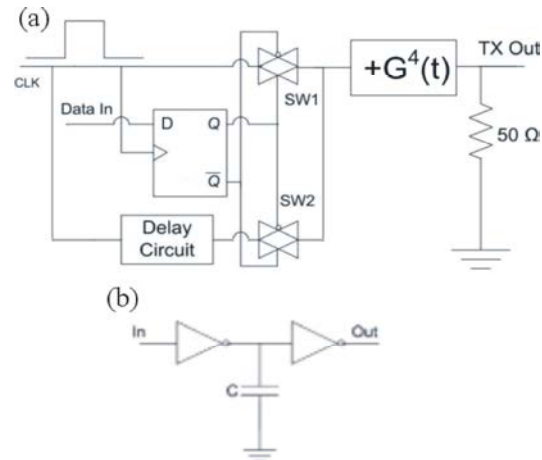 (a)
CLK
Data In
D
Q
Q̅
SW1
SW2
Delay
Circuit
+G⁴(t)
TX Out
50 Ω
(b)
In
C
Out